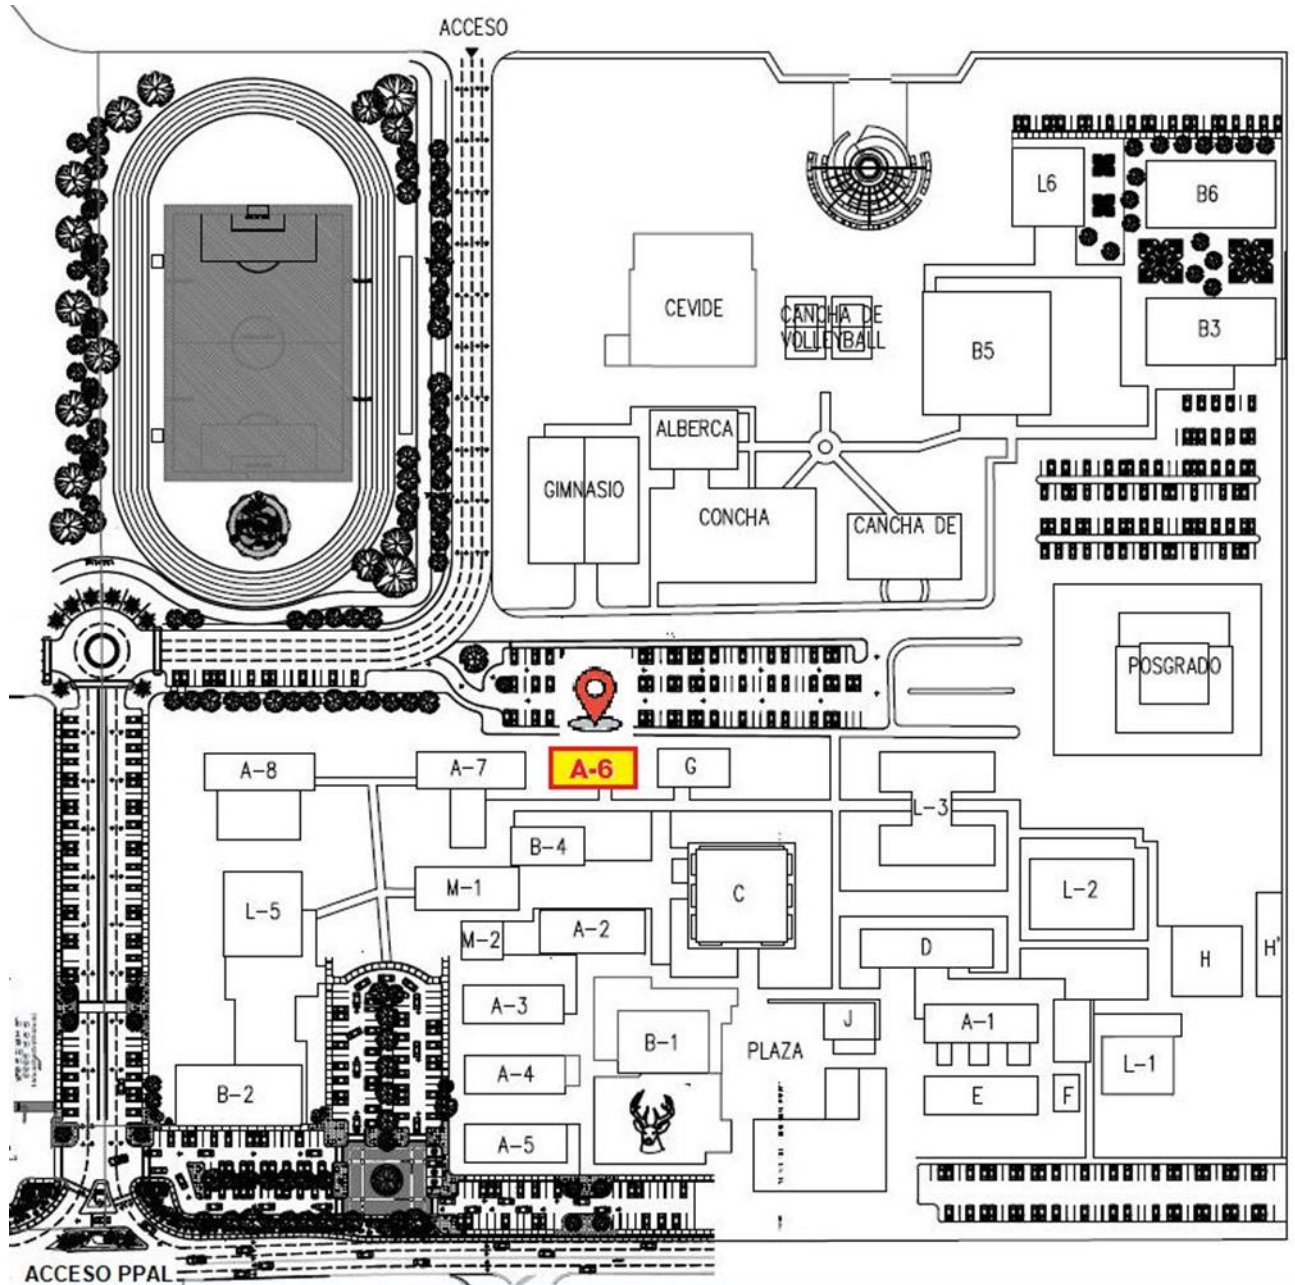 ACCESO
L6
B6
CEVIDE
CANCHA DE
VOLLEYBALL
B5
B3
ALBERCA
GIMNASIO
CONCHA
CANCHA DE
POSGRADO
A-8
A-7
A-6
G
L-3
B-4
M-1
L-5
C
L-2
M-2
A-2
D
H
H'
A-3
J
A-1
B-1
PLAZA
A-4
L-1
B-2
E
F
A-5
ACCESO PPAL